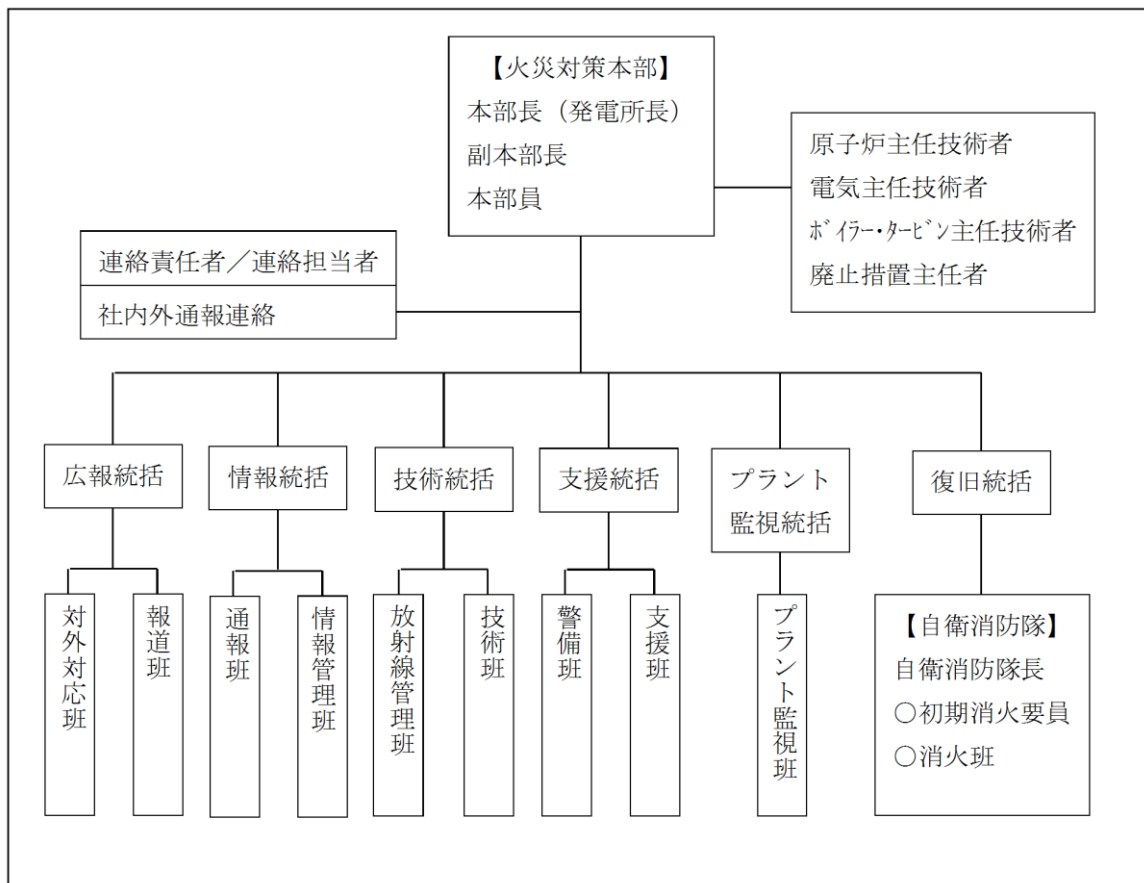 【火災対策本部】
本部長（発電所長）
副本部長
本部員
原子炉主任技術者
電気主任技術者
ﾎﾞｲﾗｰ・ﾀｰﾋﾞﾝ主任技術者
廃止措置主任者
連絡責任者／連絡担当者
社内外通報連絡
広報統括
情報統括
技術統括
支援統括
プラント
監視統括
復旧統括
対外対応班
報道班
通報班
情報管理班
放射線管理班
技術班
警備班
支援班
プラント監視班
【自衛消防隊】
自衛消防隊長
○初期消火要員
○消火班